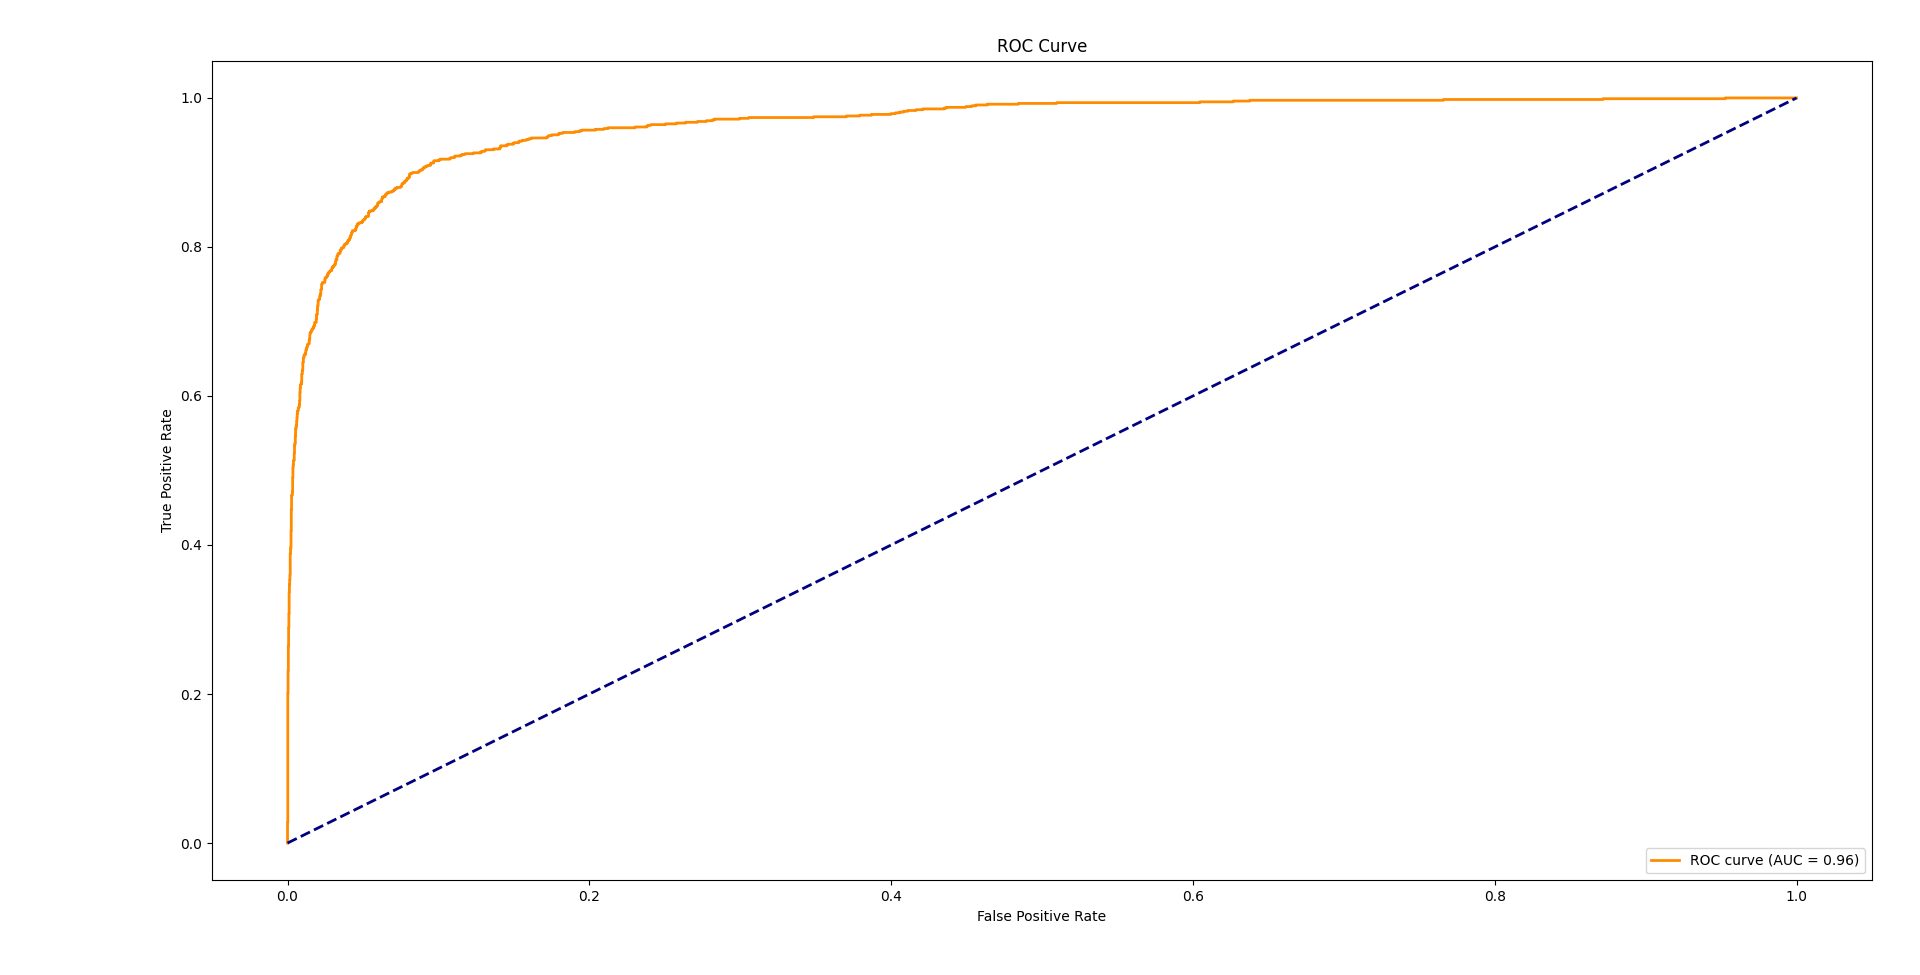 ROC Curve
1.0
0.8
0.6
0.4
0.2
0.0
True Positive Rate
ROC curve (AUC = 0.96)
0.0 0.2 0.4 0.6 0.8 1.0
False Positive Rate